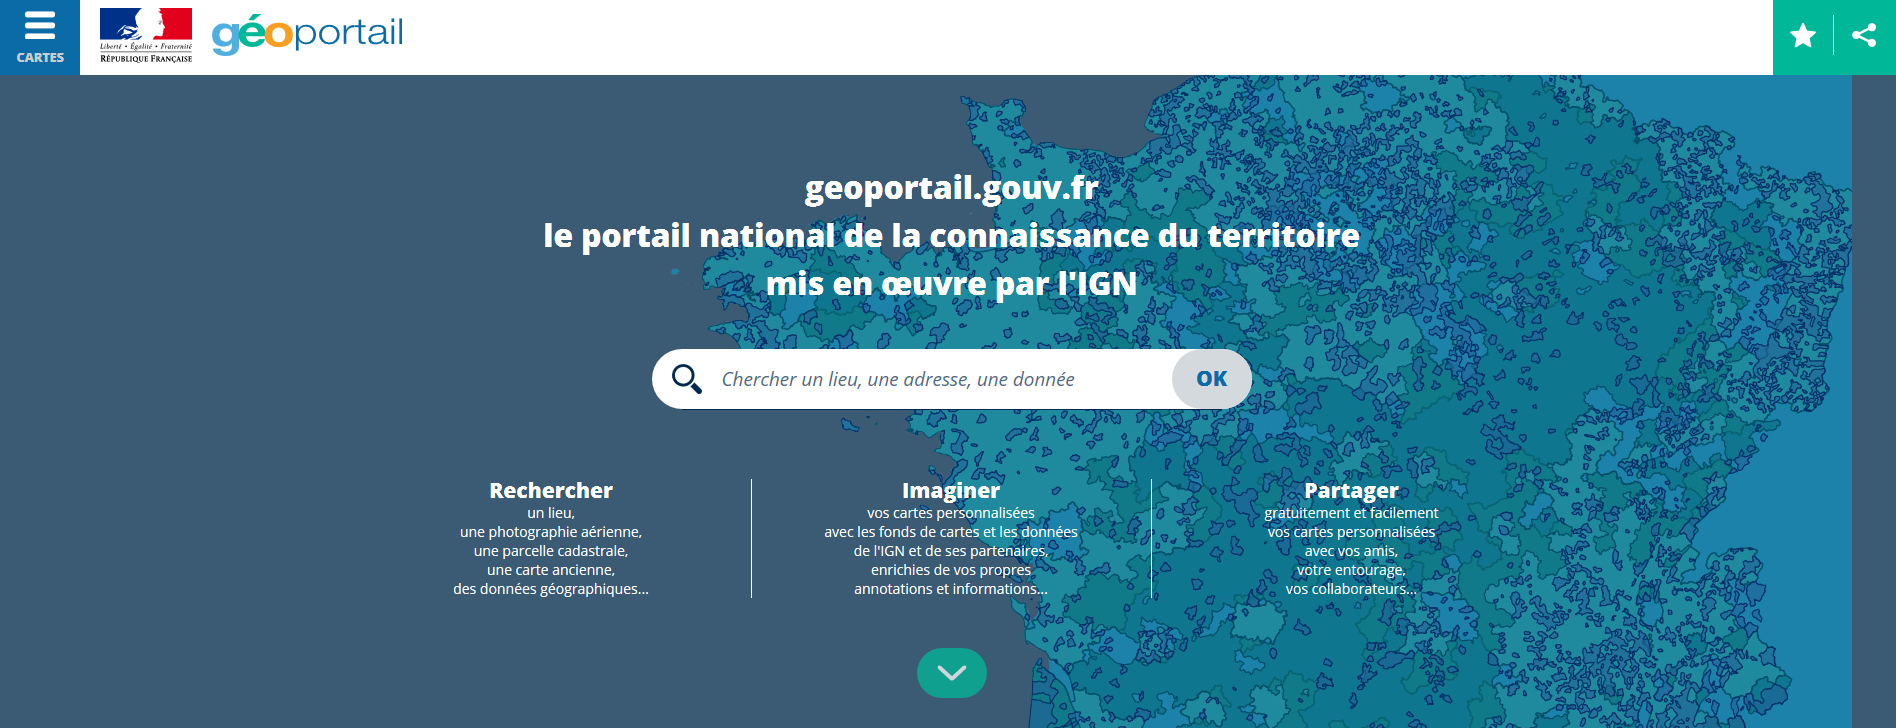 CARTES
Liberté • Égalité • Fraternité
RÉPUBLIQUE FRANÇAISE
géoportail
geoportail.gouv.fr
le portail national de la connaissance du territoire
mis en œuvre par l'IGN
Chercher un lieu, une adresse, une donnée
OK
Rechercher
un lieu,
une photographie aérienne,
une parcelle cadastrale,
une carte ancienne,
des données géographiques...
Imaginer
vos cartes personnalisées
avec les fonds de cartes et les données
de l'IGN et de ses partenaires,
enrichies de vos propres
annotations et informations...
Partager
gratuitement et facilement
vos cartes personnalisées
avec vos amis,
votre entourage,
vos collaborateurs...